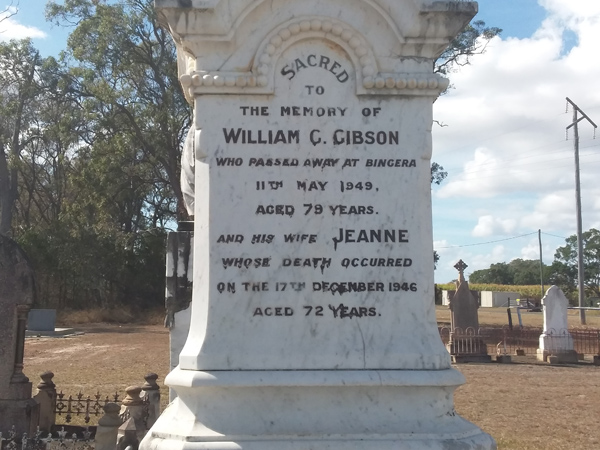 SACRED
TO
THE MEMORY OF
WILLIAM G. GIBSON
WHO PASSED AWAY AT BINGERA
11TH MAY 1949,
AGED 79 YEARS.
AND HIS WIFE JEANNE
WHOSE DEATH OCCURRED
ON THE 17TH DECEMBER 1946
AGED 72 YEARS.